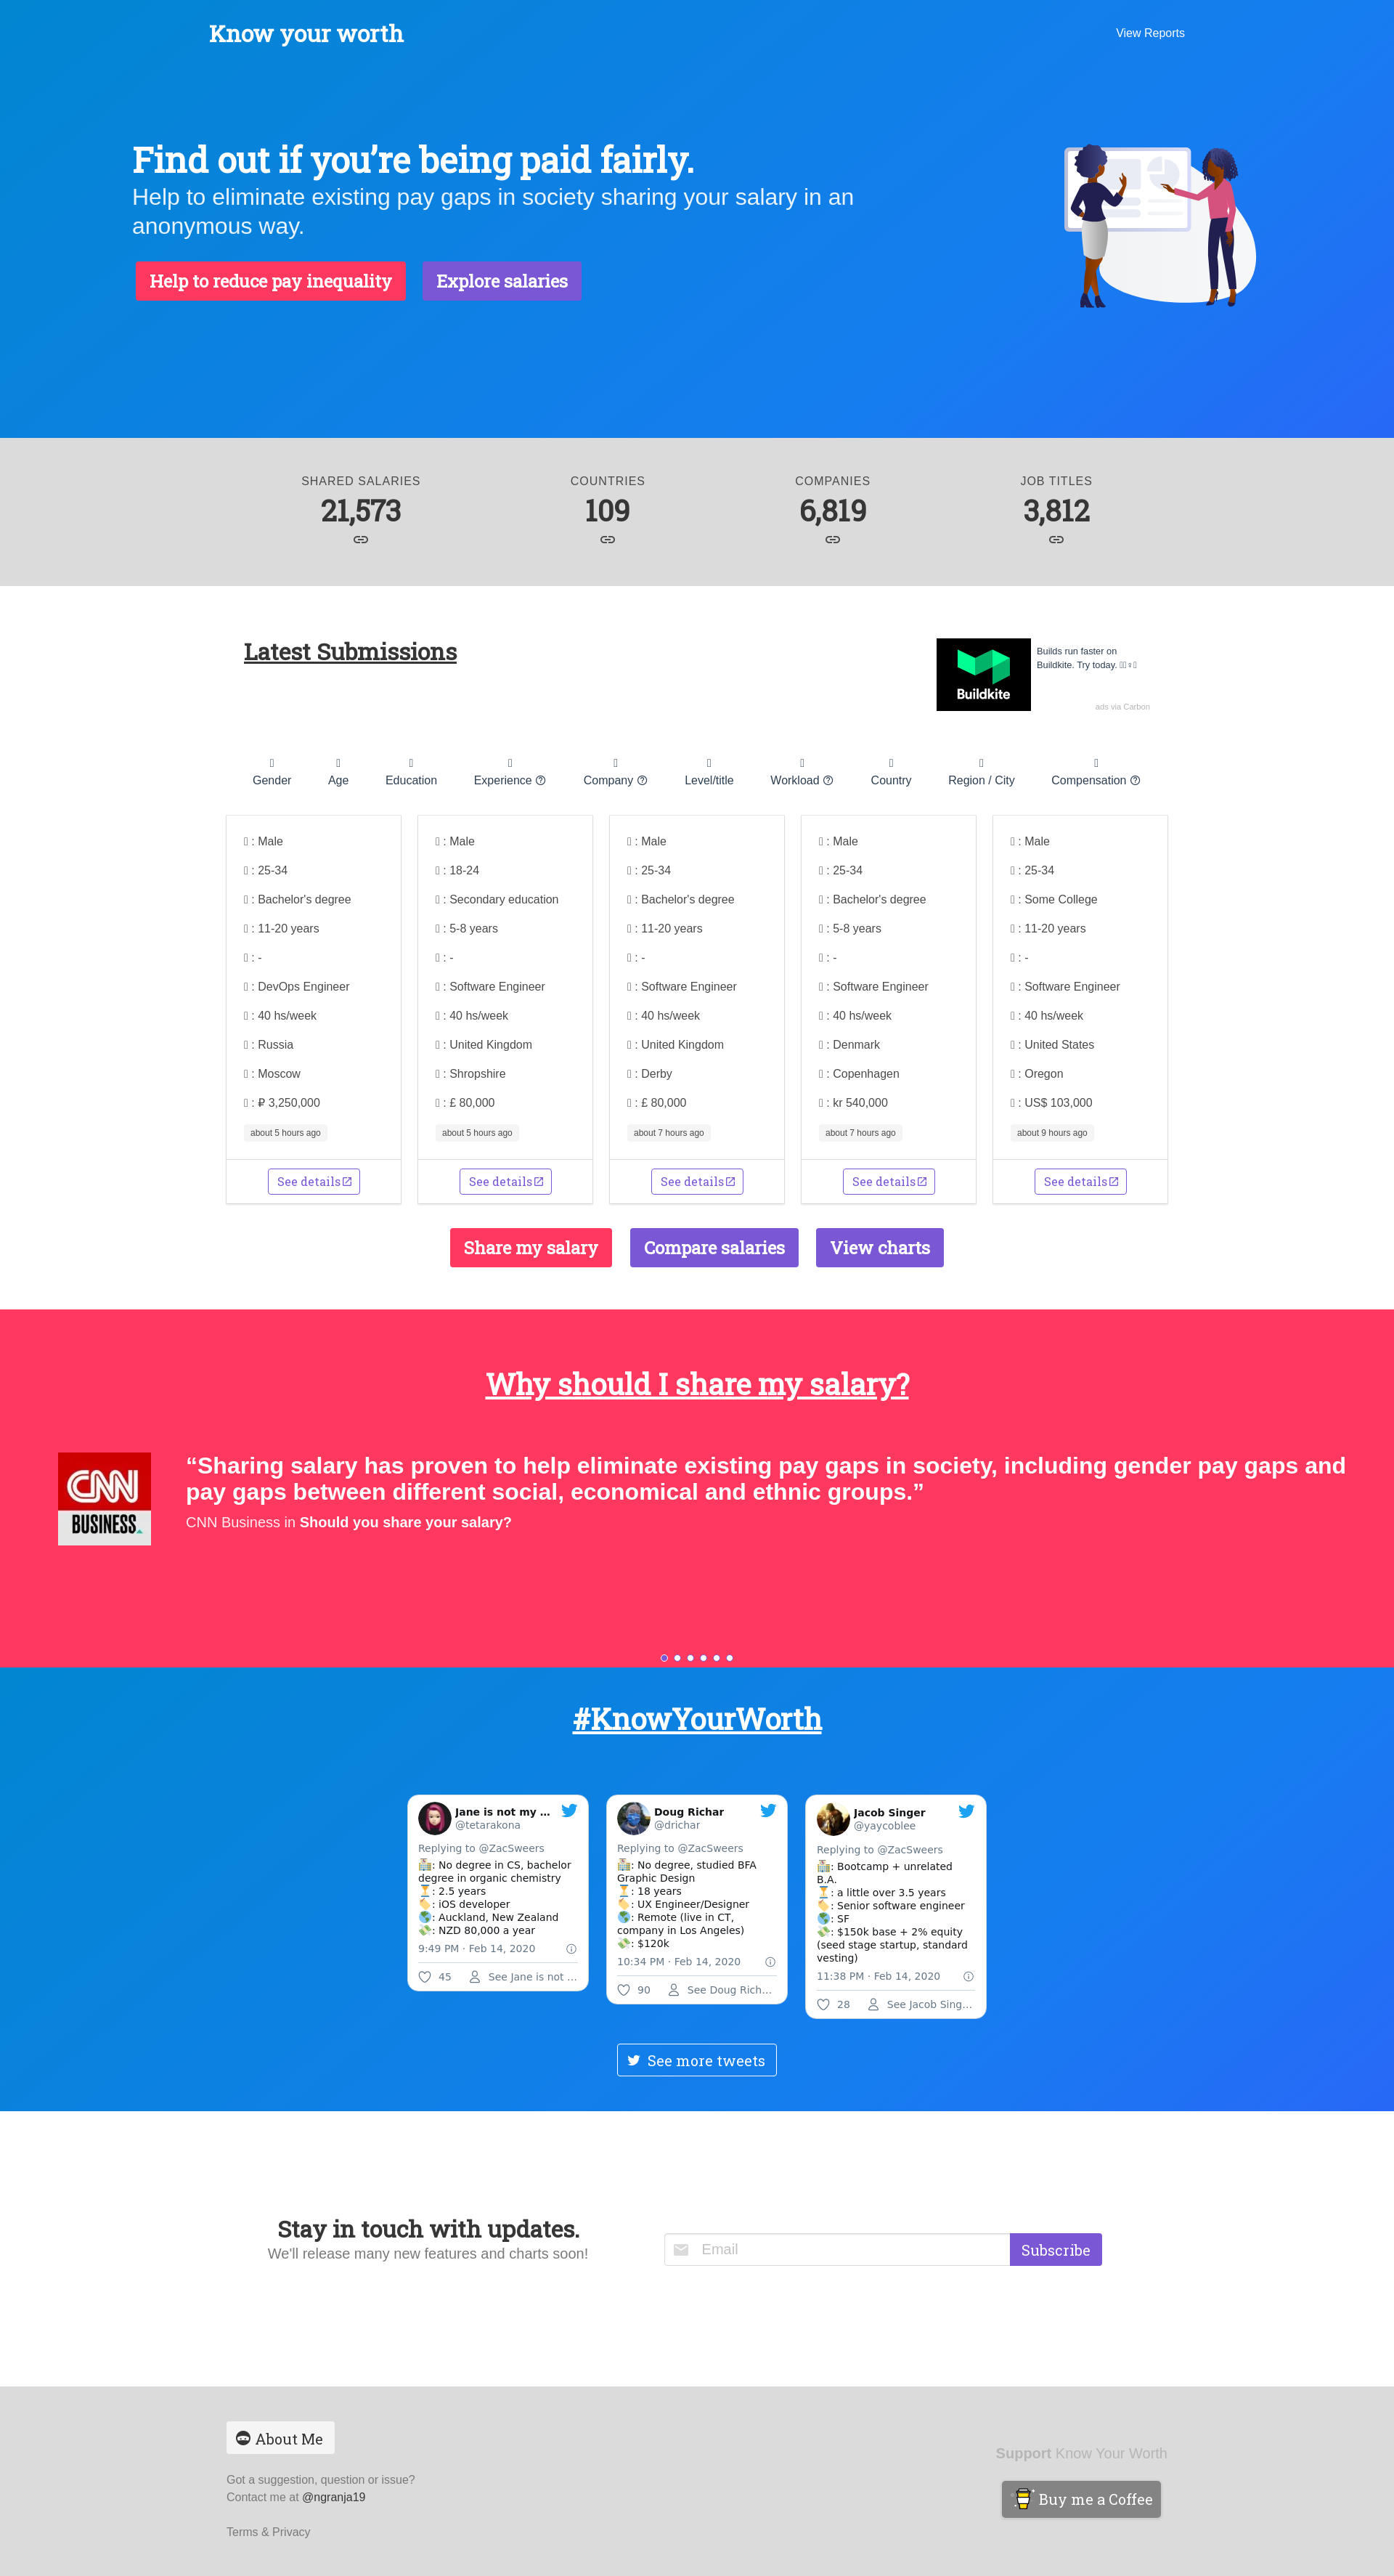 Know your worth
View Reports
Find out if you’re being paid fairly.
Help to eliminate existing pay gaps in society sharing your salary in an
anonymous way.
Help to reduce pay inequality
Explore salaries
SHARED SALARIES
21,573
COUNTRIES
109
COMPANIES
6,819
JOB TITLES
3,812
Latest Submissions
Buildkite
Builds run faster on
Buildkite. Try today.
ads via Carbon
Gender
Age
Education
Experience
Company
Level/title
Workload
Country
Region / City
Compensation
: Male
: 25-34
: Bachelor's degree
: 11-20 years
: -
: DevOps Engineer
: 40 hs/week
: Russia
: Moscow
: ₽ 3,250,000
about 5 hours ago
See details
: Male
: 18-24
: Secondary education
: 5-8 years
: -
: Software Engineer
: 40 hs/week
: United Kingdom
: Shropshire
: £ 80,000
about 5 hours ago
See details
: Male
: 25-34
: Bachelor's degree
: 11-20 years
: -
: Software Engineer
: 40 hs/week
: United Kingdom
: Derby
: £ 80,000
about 7 hours ago
See details
: Male
: 25-34
: Bachelor's degree
: 5-8 years
: -
: Software Engineer
: 40 hs/week
: Denmark
: Copenhagen
: kr 540,000
about 7 hours ago
See details
: Male
: 25-34
: Some College
: 11-20 years
: -
: Software Engineer
: 40 hs/week
: United States
: Oregon
: US$ 103,000
about 9 hours ago
See details
Share my salary
Compare salaries
View charts
Why should I share my salary?
CNN
BUSINESS
“Sharing salary has proven to help eliminate existing pay gaps in society, including gender pay gaps and
pay gaps between different social, economical and ethnic groups.”
CNN Business in Should you share your salary?
#KnowYourWorth
Jane is not my ...
@tetarakona
Replying to @ZacSweers
🏫: No degree in CS, bachelor
degree in organic chemistry
⏳: 2.5 years
🏷️: iOS developer
🌎: Auckland, New Zealand
💸: NZD 80,000 a year
9:49 PM · Feb 14, 2020
45
See Jane is not ...
Doug Richar
@drichar
Replying to @ZacSweers
🏫: No degree, studied BFA
Graphic Design
⏳: 18 years
🏷️: UX Engineer/Designer
🌎: Remote (live in CT,
company in Los Angeles)
💸: $120k
10:34 PM · Feb 14, 2020
90
See Doug Rich...
Jacob Singer
@yaycoblee
Replying to @ZacSweers
🏫: Bootcamp + unrelated
B.A.
⏳: a little over 3.5 years
🏷️: Senior software engineer
🌎: SF
💸: $150k base + 2% equity
(seed stage startup, standard
vesting)
11:38 PM · Feb 14, 2020
28
See Jacob Sing...
See more tweets
Stay in touch with updates.
We'll release many new features and charts soon!
Email
Subscribe
About Me
Got a suggestion, question or issue?
Contact me at @ngranja19
Terms & Privacy
Support Know Your Worth
Buy me a Coffee